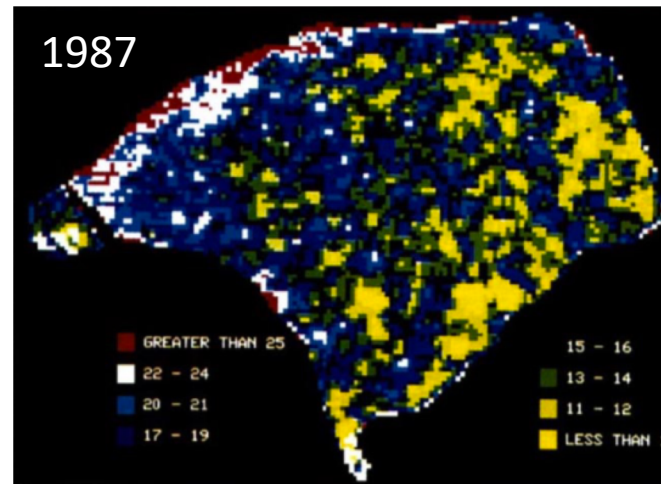 1987
GREATER THAN 25
22 - 24
20 - 21
17 - 19
15 - 16
13 - 14
11 - 12
LESS THAN